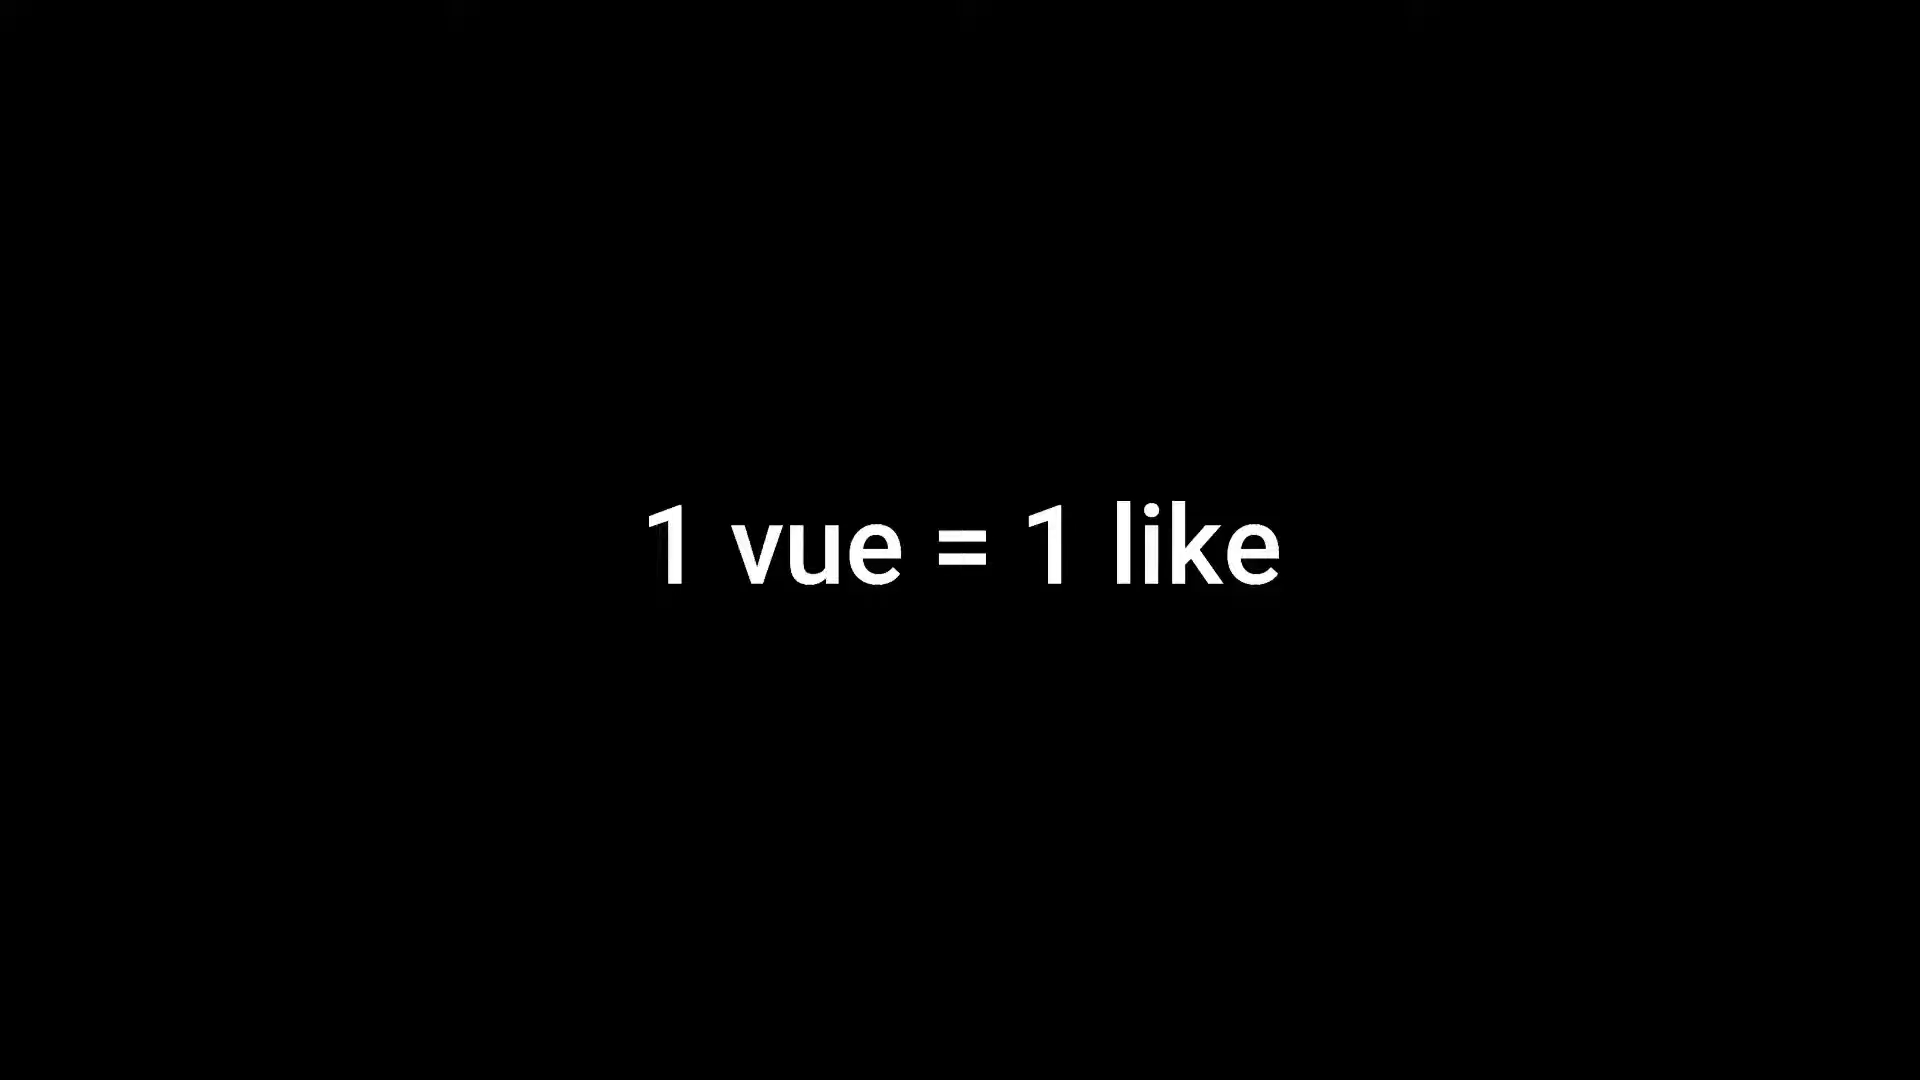 1 vue = 1 like